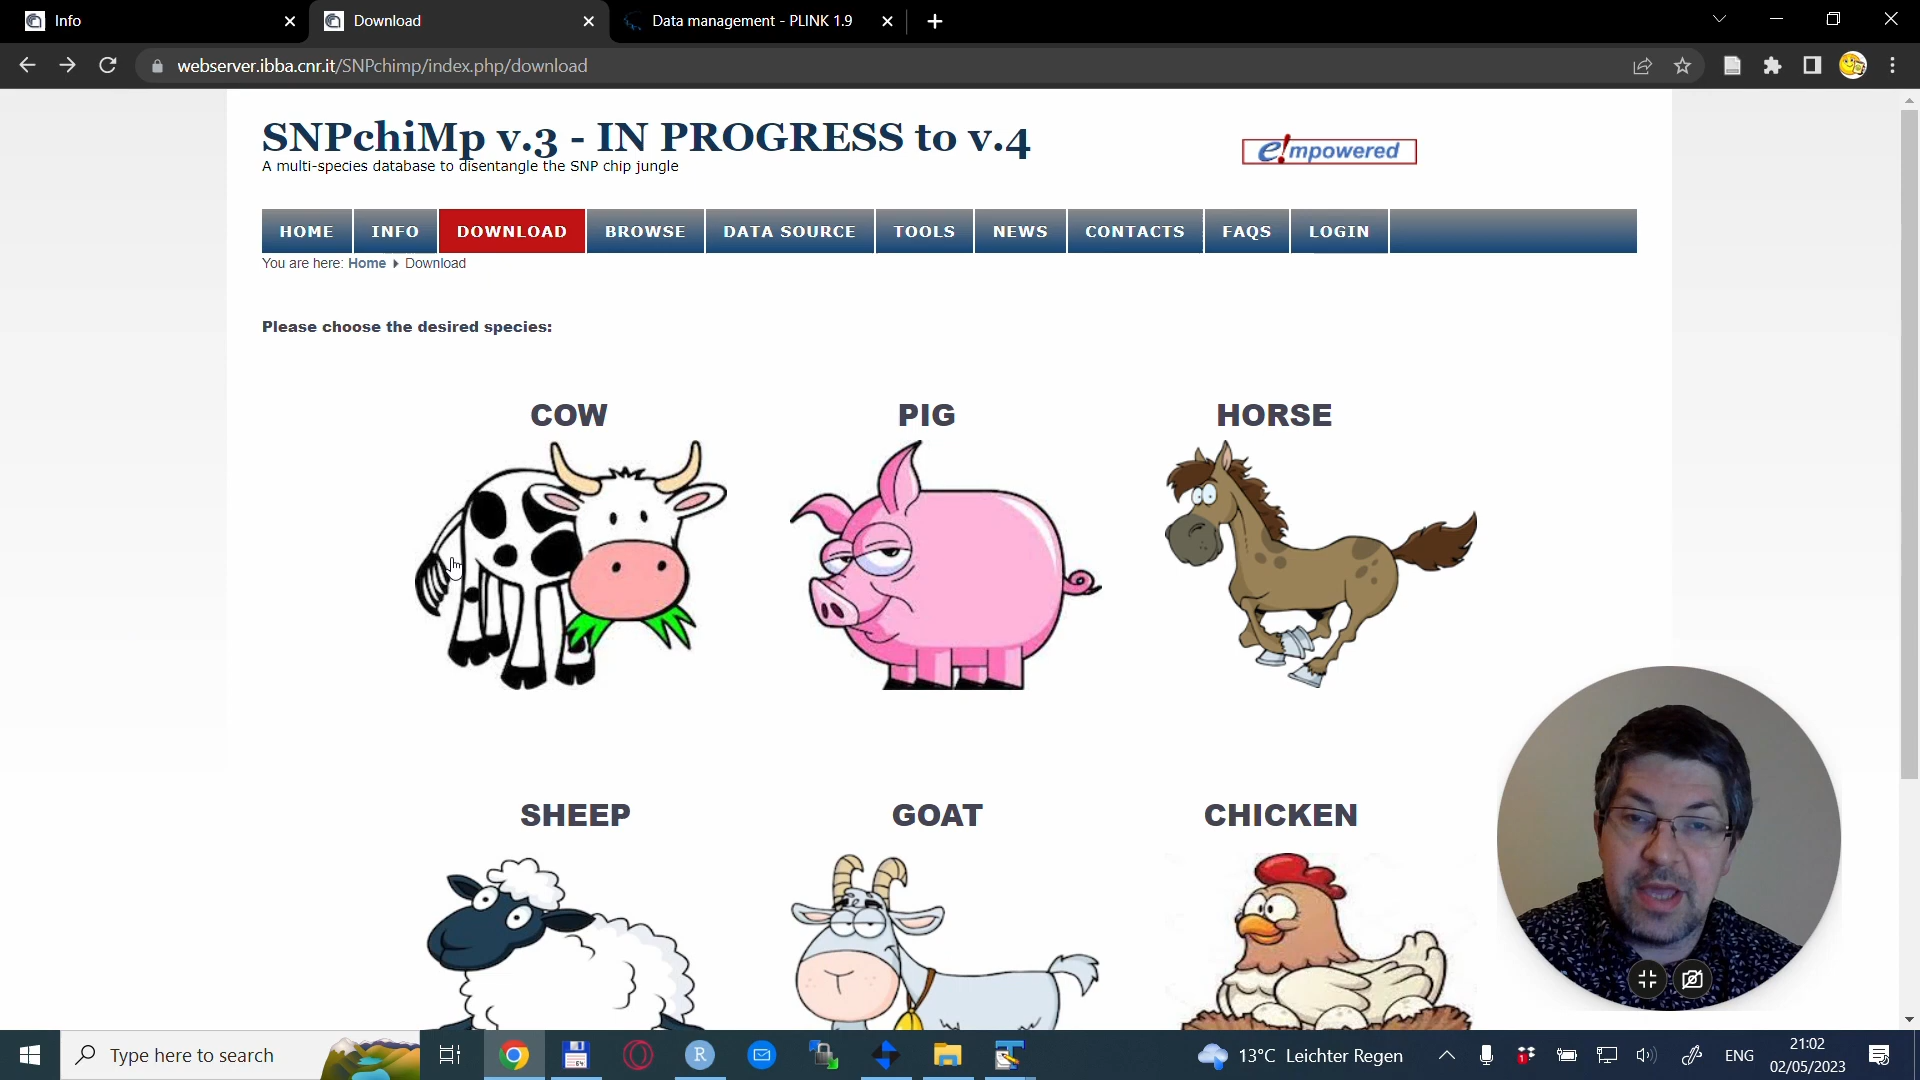 Info
Download
Data management - PLINK 1.9
webserver.ibba.cnr.it/SNPchimp/index.php/download
SNPchiMp v.3 - IN PROGRESS to v.4
A multi-species database to disentangle the SNP chip jungle
e!mpowered
HOME INFO DOWNLOAD BROWSE DATA SOURCE TOOLS NEWS CONTACTS FAQS LOGIN
You are here: Home Download
Please choose the desired species:
COW PIG HORSE
SHEEP GOAT CHICKEN
Type here to search
64
R
1
13°C Leichter Regen
ENG
21:02
02/05/2023